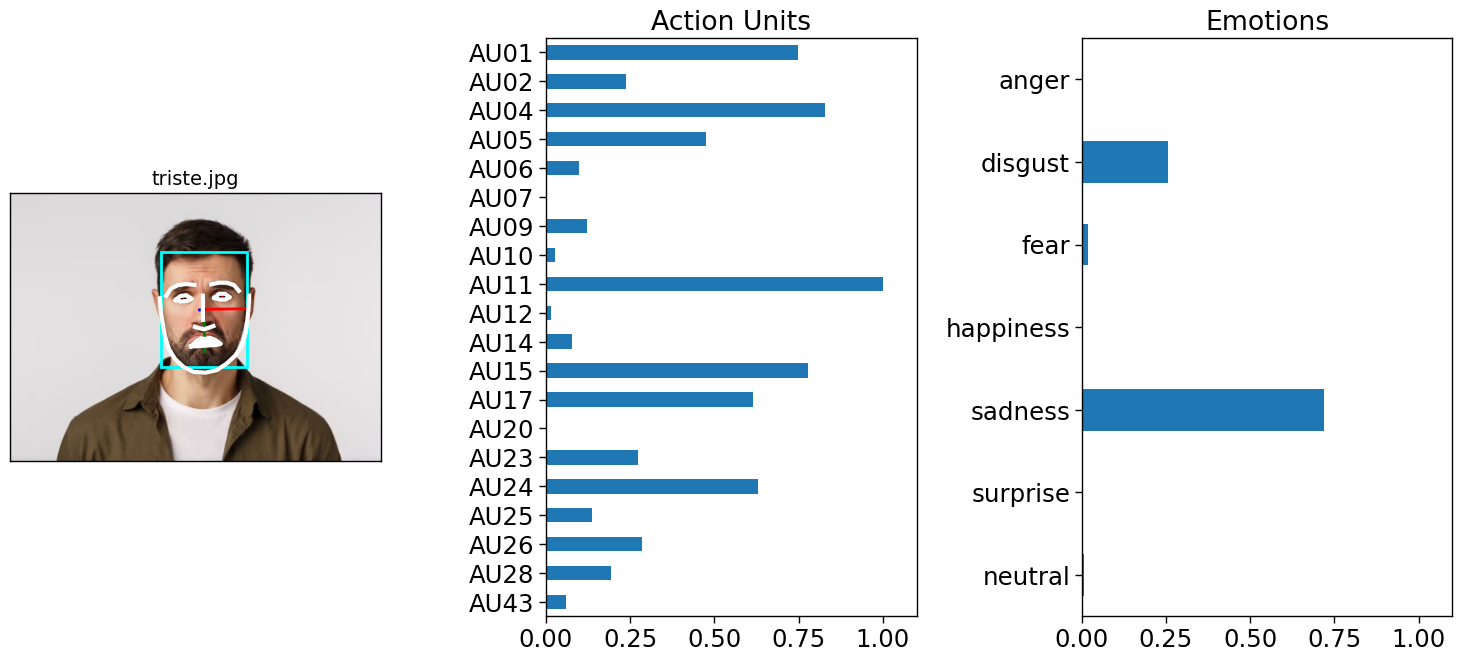 triste.jpg
Action Units
AU01
AU02
AU04
AU05
AU06
AU07
AU09
AU10
AU11
AU12
AU14
AU15
AU17
AU20
AU23
AU24
AU25
AU26
AU28
AU43
0.00 0.25 0.50 0.75 1.00
Emotions
anger
disgust
fear
happiness
sadness
surprise
neutral
0.00 0.25 0.50 0.75 1.00